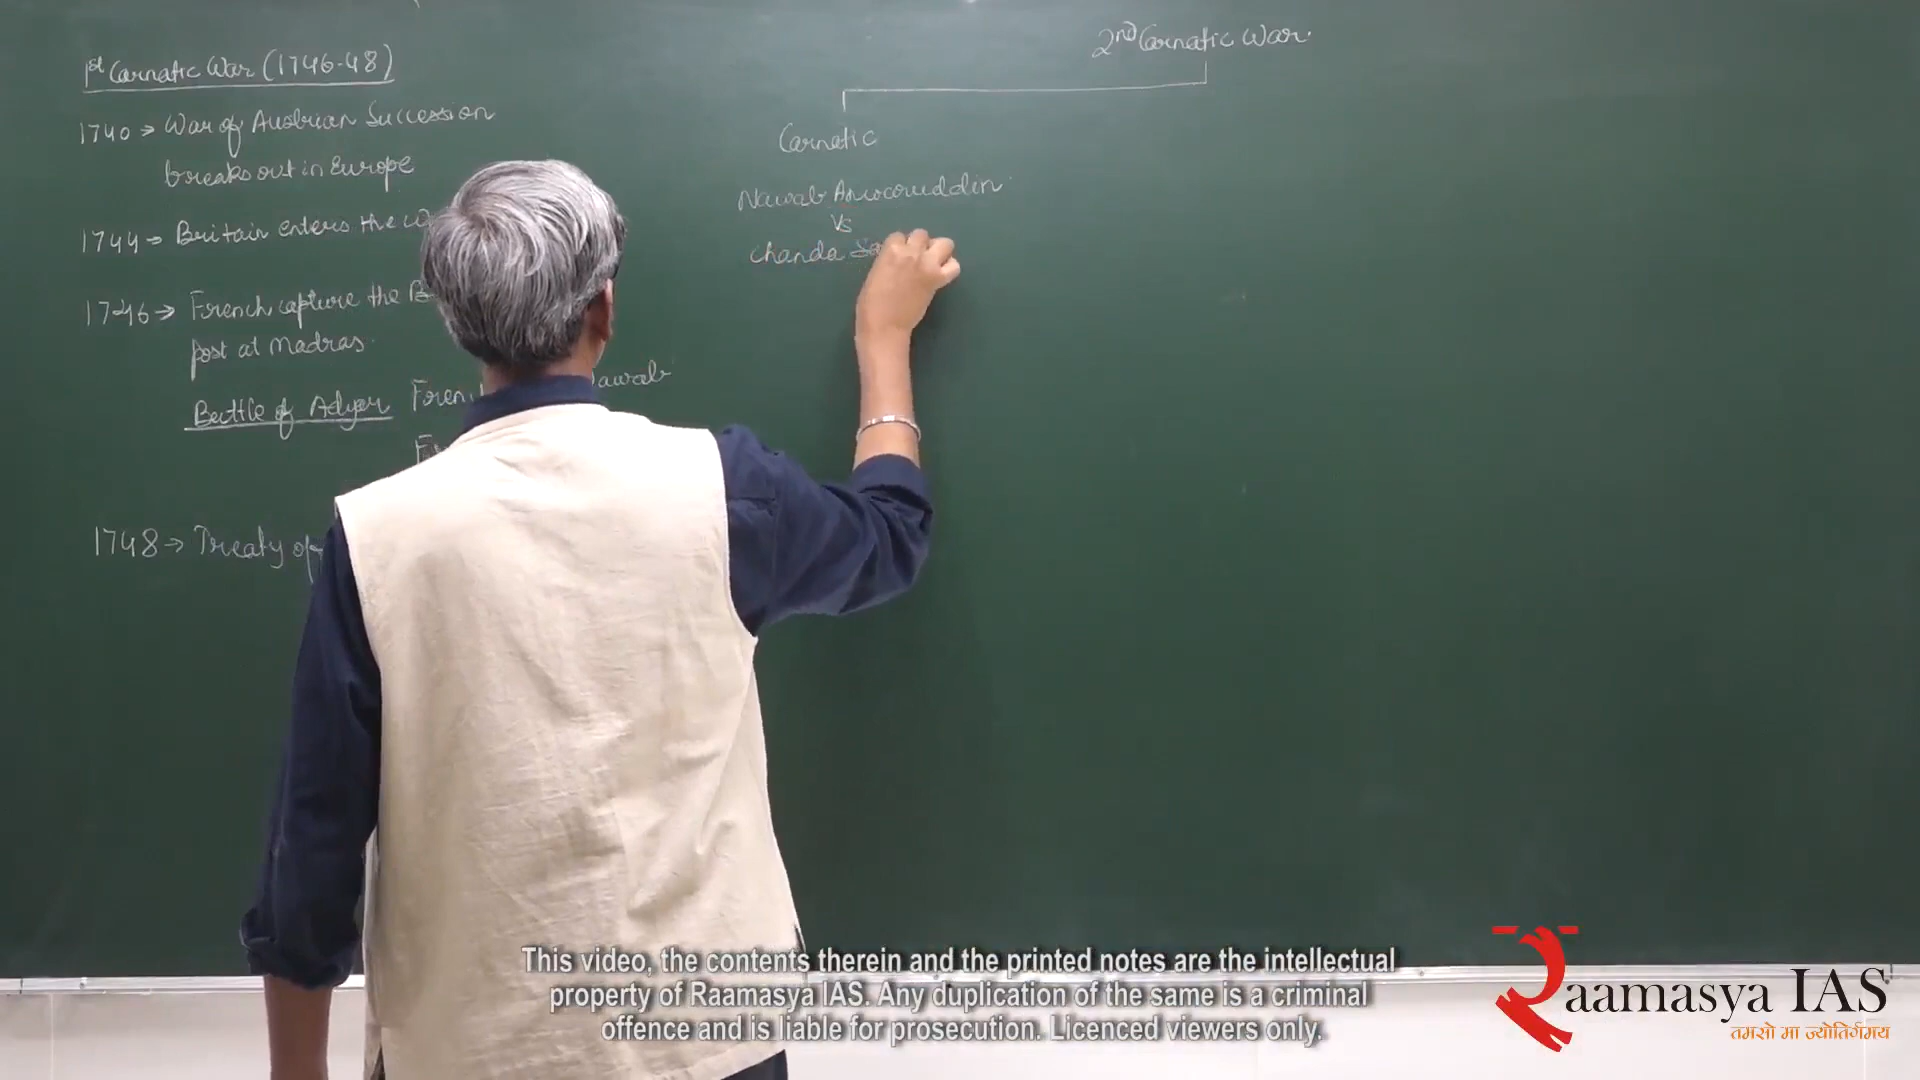 1st Carnatic War (1746-48)
1740 → War of Austrian Succession
breaks out in Europe
1744 → Britain enters the
1746 → French capture the
post at Madras.
Battle of Adyar
1748 → Treaty of
2nd Carnatic War.
Carnatic
Nawab Anwaruddin
Vs
Chanda
This video, the contents therein and the printed notes are the intellectual
property of Raamasya IAS. Any duplication of the same is a criminal
offence and is liable for prosecution. Licenced viewers only.
Raamasya IAS
तमसो मा ज्योतिर्गमय